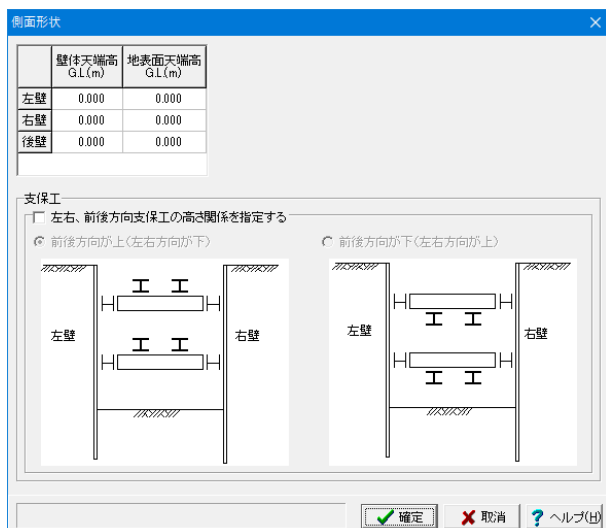 側面形状
壁体天端高 地表面天端高
G.L(m) G.L(m)
左壁 0.000 0.000
右壁 0.000 0.000
後壁 0.000 0.000
支保工
左右、前後方向支保工の高さ関係を指定する
前後方向が上(左右方向が下) 前後方向が下(左右方向が上)
左壁 右壁 左壁 右壁
確定 取消 ヘルプ(H)